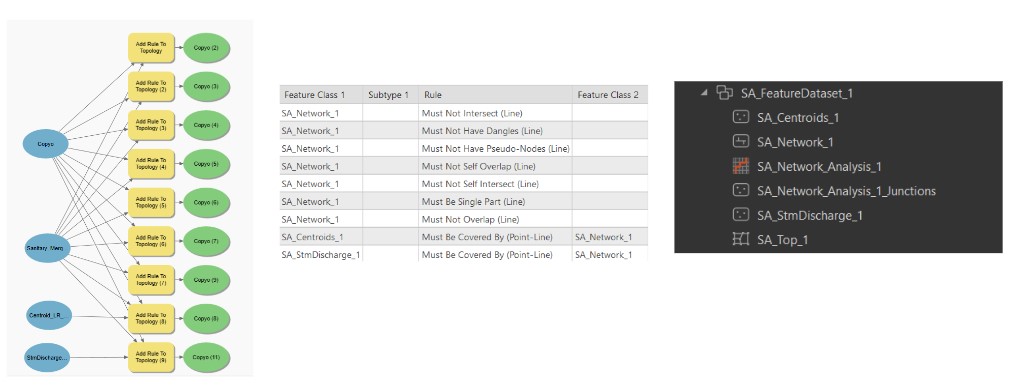 Add Rule To
Topology
Copyo (2)
Add Rule To
Topology (2)
Copyo (3)
Add Rule To
Topology (3)
Copyo (4)
Copyo
Add Rule To
Topology (4)
Copyo (5)
Add Rule To
Topology (5)
Copyo (6)
Sanitary_Merg...
Add Rule To
Topology (6)
Copyo (7)
Add Rule To
Topology (7)
Copyo (9)
Centroid_LR_...
Add Rule To
Topology (8)
Copyo (8)
StmDischarge...
Add Rule To
Topology (9)
Copyo (11)
Feature Class 1 Subtype 1 Rule Feature Class 2
SA_Network_1 Must Not Intersect (Line)
SA_Network_1 Must Not Have Dangles (Line)
SA_Network_1 Must Not Have Pseudo-Nodes (Line)
SA_Network_1 Must Not Self Overlap (Line)
SA_Network_1 Must Not Self Intersect (Line)
SA_Network_1 Must Be Single Part (Line)
SA_Network_1 Must Not Overlap (Line)
SA_Centroids_1 Must Be Covered By (Point-Line) SA_Network_1
SA_StmDischarge_1 Must Be Covered By (Point-Line) SA_Network_1
SA_FeatureDataset_1
SA_Centroids_1
SA_Network_1
SA_Network_Analysis_1
SA_Network_Analysis_1_Junctions
SA_StmDischarge_1
SA_Top_1